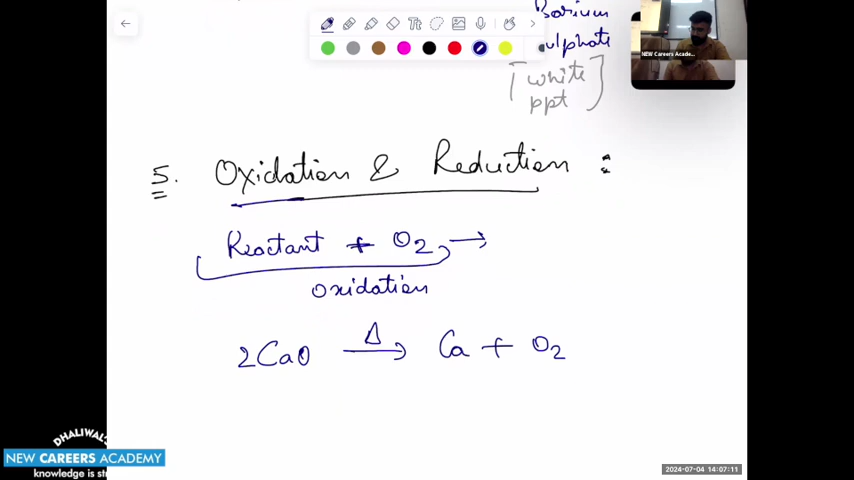 Barium
sulphate
[white
ppt]
NEW Careers Acade...
5. Oxidation & Reduction :
Reactant + O2 →
Oxidation
2CaO Δ→ Ca + O2
DHALIWAL'S
NEW CAREERS ACADEMY
knowledge is st
2024-07-04 14:07:11